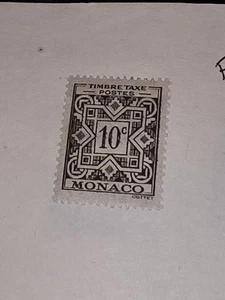 TIMBRE TAXE
POSTES
10c
MONACO